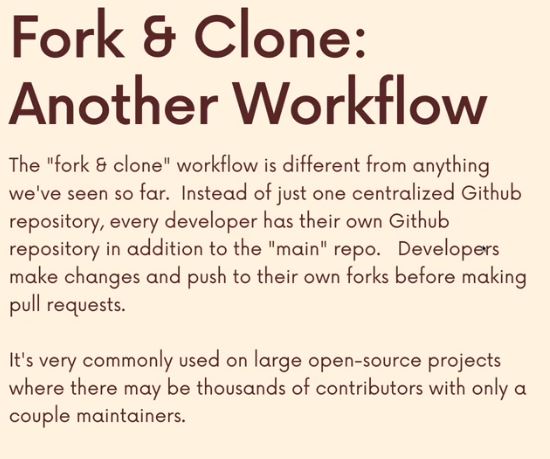 Fork & Clone:
Another Workflow
The "fork & clone" workflow is different from anything
we've seen so far. Instead of just one centralized Github
repository, every developer has their own Github
repository in addition to the "main" repo. Developers
make changes and push to their own forks before making
pull requests.
It's very commonly used on large open-source projects
where there may be thousands of contributors with only a
couple maintainers.